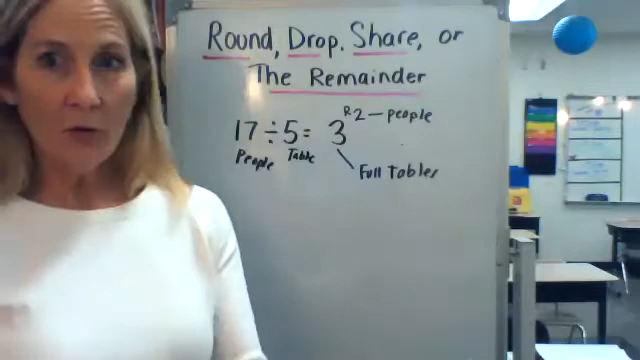 Round, Drop, Share, or
The Remainder
17 ÷ 5 = 3 R2 — people
People Table
Full Tables